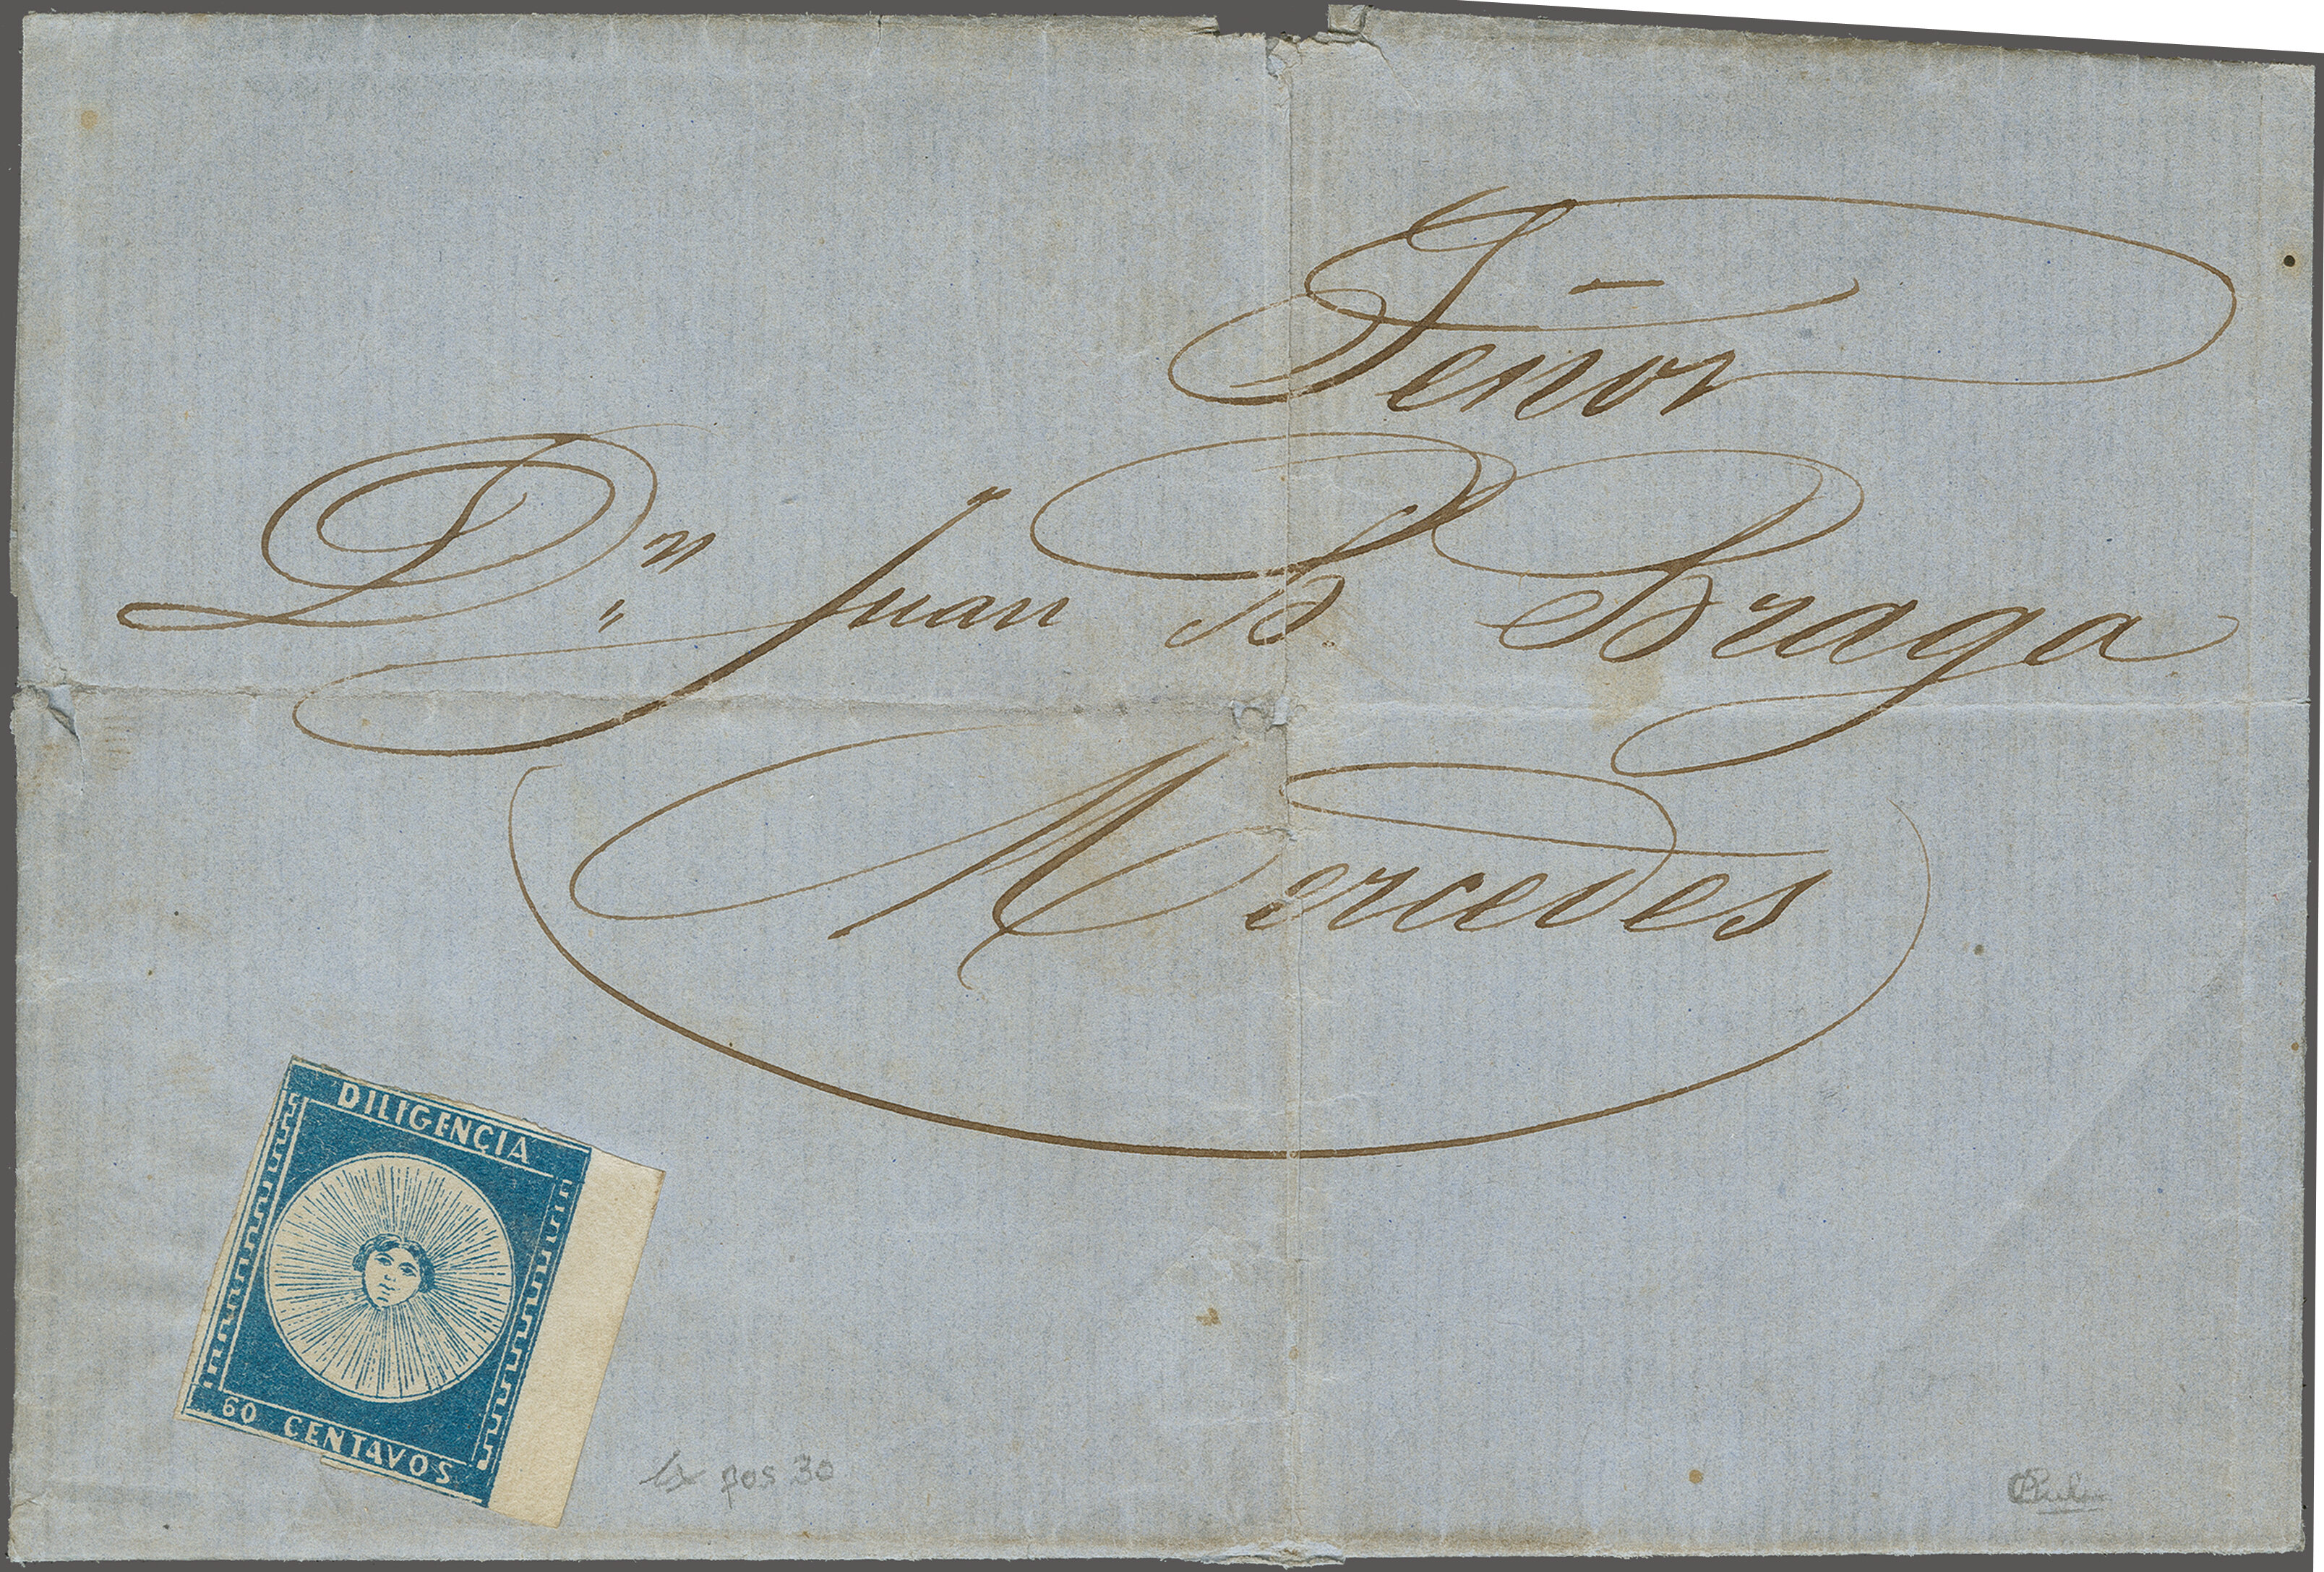 Señor
Dn Juan B Braga
Mercedes
DILIGENCIA
60 CENTAVOS
pos 30